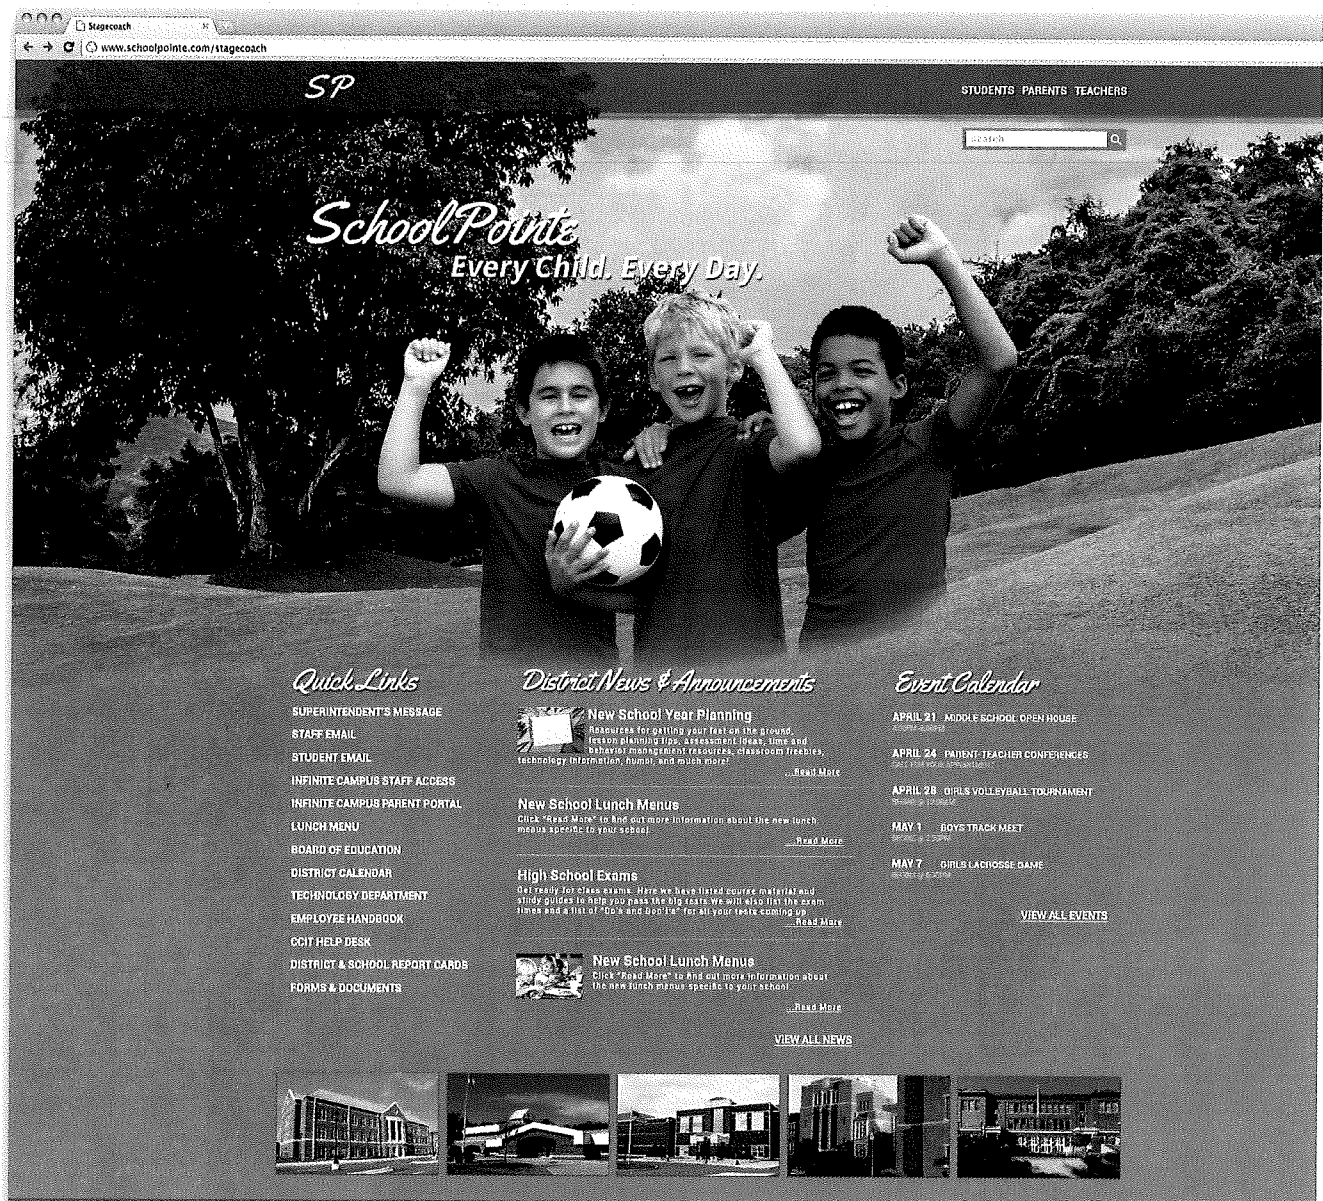 Stagecoach
www.schoolpointe.com/stagecoach
SP
STUDENTS PARENTS TEACHERS
search
SchoolPointe
Every Child. Every Day.
Quick Links
SUPERINTENDENT'S MESSAGE
STAFF EMAIL
STUDENT EMAIL
INFINITE CAMPUS STAFF ACCESS
INFINITE CAMPUS PARENT PORTAL
LUNCH MENU
BOARD OF EDUCATION
DISTRICT CALENDAR
TECHNOLOGY DEPARTMENT
EMPLOYEE HANDBOOK
CCIT HELP DESK
DISTRICT & SCHOOL REPORT CARDS
FORMS & DOCUMENTS
District News & Announcements
New School Year Planning
Resources for getting your feet on the ground,
lesson planning tips, assessment ideas, time and
behavior management resources, classroom freebies,
technology information, humor, and much more!
...Read More
New School Lunch Menus
Click "Read More" to find out more information about the new lunch
menus specific to your school.
...Read More
High School Exams
Get ready for class exams. Here we have listed course material and
study guides to help you pass the big tests. We will also list the exam
times and a list of "Do's and Don't's" for all your tests coming up
...Read More
New School Lunch Menus
Click "Read More" to find out more information about
the new lunch menus specific to your school.
...Read More
VIEW ALL NEWS
Event Calendar
APRIL 21 MIDDLE SCHOOL OPEN HOUSE
APRIL 24 PARENT-TEACHER CONFERENCES
CALL FOR YOUR APPOINTMENT
APRIL 28 GIRLS VOLLEYBALL TOURNAMENT
MAY 1 BOYS TRACK MEET
MAY 7 GIRLS LACROSSE GAME
VIEW ALL EVENTS